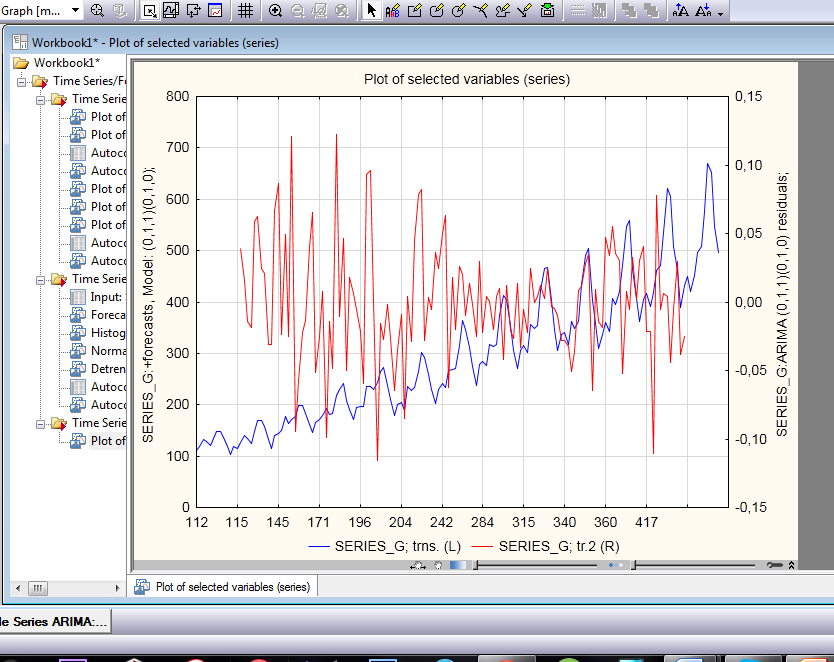 Graph [m...
Workbook1* - Plot of selected variables (series)
Workbook1*
Time Series/Fo
Time Serie
Plot of
Plot of
Autoco
Autoco
Plot of
Plot of
Plot of
Autoco
Autoco
Time Serie
Input:
Foreca
Histog
Norma
Detren
Autoco
Autoco
Time Serie
Plot of
Plot of selected variables (series)
800
700
600
500
400
300
200
100
0
SERIES_G:+forecasts, Model: (0,1,1)(0,1,0);
0,15
0,10
0,05
0,00
-0,05
-0,10
-0,15
SERIES_G:ARIMA (0,1,1)(0,1,0) residuals;
112 115 145 171 196 204 242 284 315 340 360 417
SERIES_G; trns. (L) SERIES_G; tr.2 (R)
Plot of selected variables (series)
le Series ARIMA:...